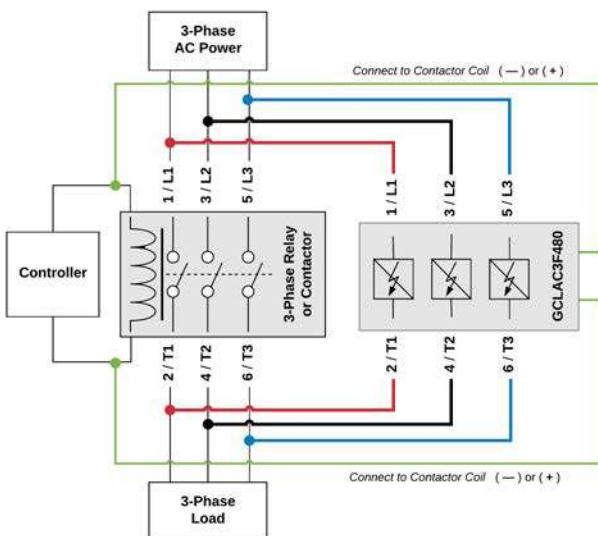 3-Phase
AC Power
Connect to Contactor Coil ( — ) or ( + )
1 / L1
3 / L2
5 / L3
1 / L1
3 / L2
5 / L3
Controller
3-Phase Relay
or Contactor
GCLAC3F480
2 / T1
4 / T2
6 / T3
2 / T1
4 / T2
6 / T3
Connect to Contactor Coil ( — ) or ( + )
3-Phase
Load